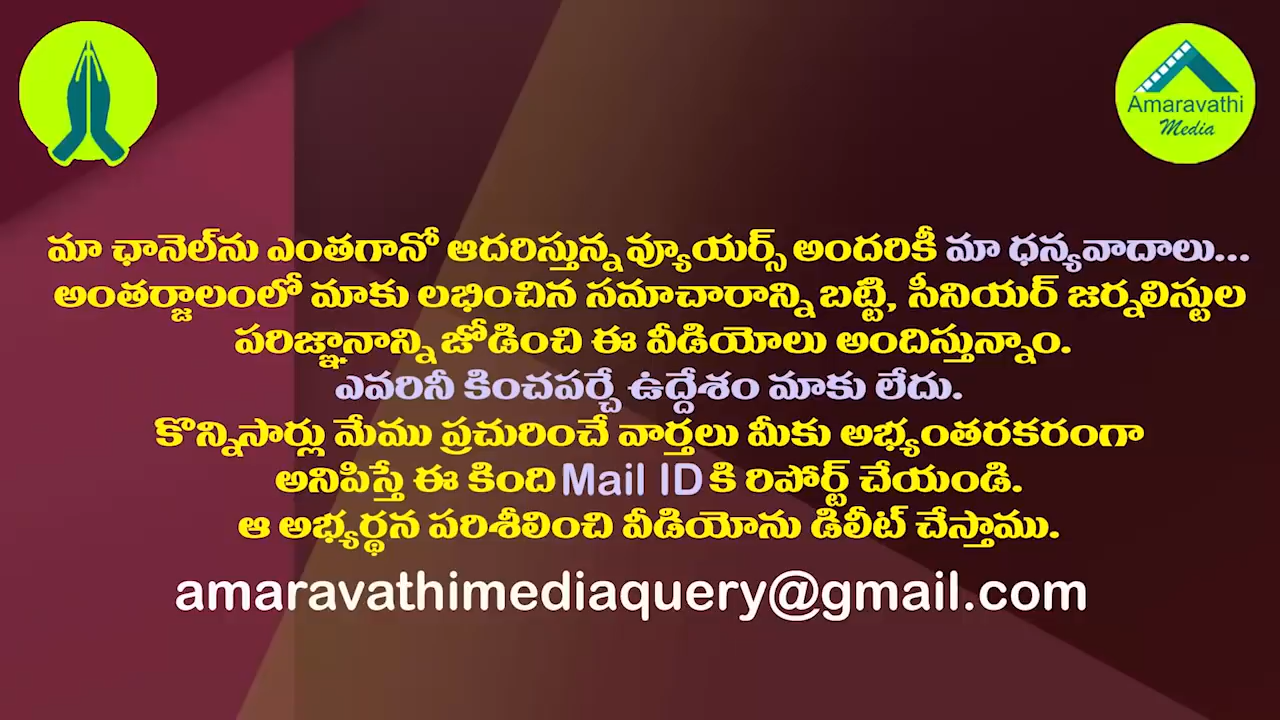 Amaravathi
Media
మా ఛానెల్‌ను ఎంతగానో ఆదరిస్తున్న వ్యూయర్స్ అందరికీ మా ధన్యవాదాలు...
అంతర్జాలంలో మాకు లభించిన సమాచారాన్ని బట్టి, సీనియర్ జర్నలిస్టుల
పరిజ్ఞానాన్ని జోడించి ఈ వీడియోలు అందిస్తున్నాం.
ఎవరినీ కించపర్చే ఉద్దేశం మాకు లేదు.
కొన్నిసార్లు మేము ప్రచురించే వార్తలు మీకు అభ్యంతరకరంగా
అనిపిస్తే ఈ కింది Mail ID కి రిపోర్ట్ చేయండి.
ఆ అభ్యర్థన పరిశీలించి వీడియోను డిలీట్ చేస్తాము.
amaravathimediaquery@gmail.com